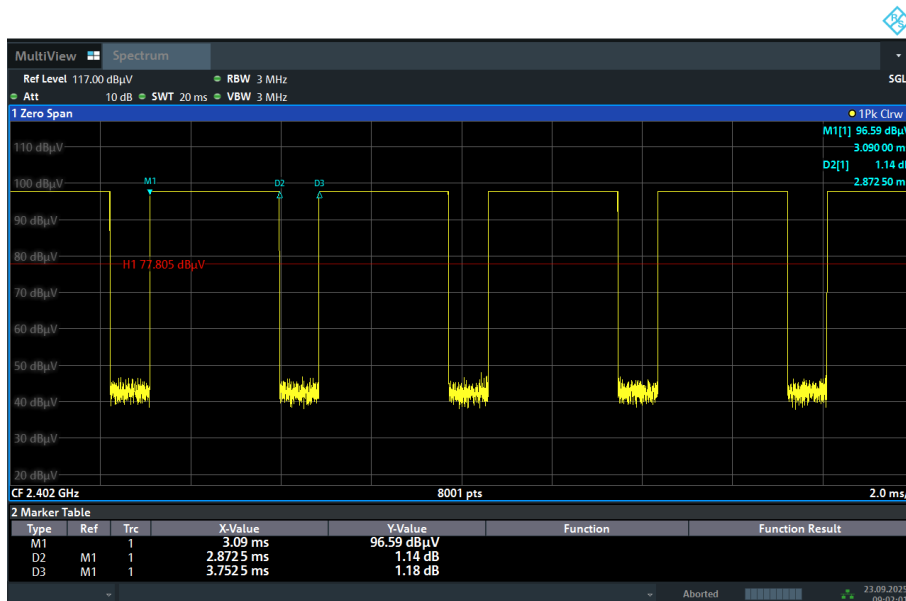 R S
MultiView Spectrum
Ref Level 117.00 dBµV RBW 3 MHz SGL
Att 10 dB SWT 20 ms VBW 3 MHz
1 Zero Span 1Pk Clrw
M1[1] 96.59 dBµV
110 dBµV 3.090 00 m
D2[1] 1.14 d
100 dBµV M1 D2 D3 2.872 50 m
90 dBµV
80 dBµV
H1 77.805 dBµV
70 dBµV
60 dBµV
50 dBµV
40 dBµV
30 dBµV
20 dBµV
CF 2.402 GHz 8001 pts 2.0 ms/
2 Marker Table
Type Ref Trc X-Value Y-Value Function Function Result
M1 1 3.09 ms 96.59 dBµV
D2 M1 1 2.8725 ms 1.14 dB
D3 M1 1 3.7525 ms 1.18 dB
Aborted 23.09.2025